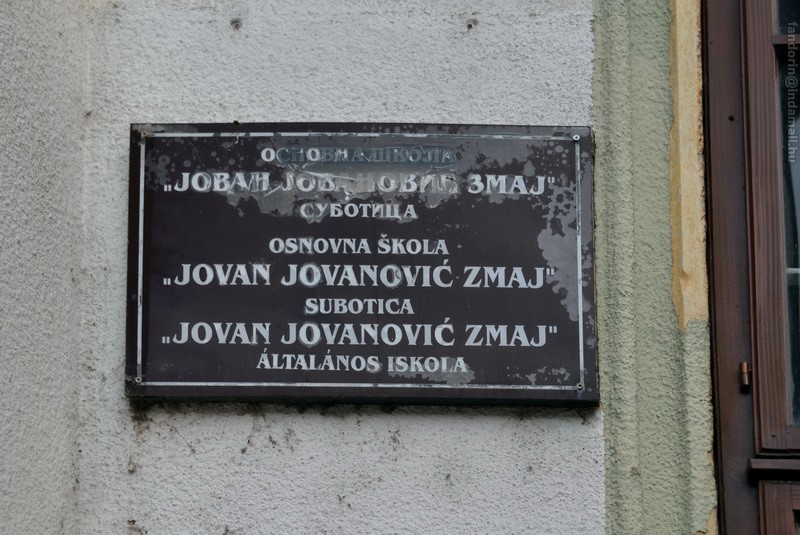 ОСНОВНА ШКОЛА
„ЈОВАН ЈОВАНОВИЋ ЗМАЈ"
СУБОТИЦА
OSNOVNA ŠKOLA
„JOVAN JOVANOVIĆ ZMAJ"
SUBOTICA
„JOVAN JOVANOVIĆ ZMAJ"
ÁLTALÁNOS ISKOLA
fandorin@indamail.hu